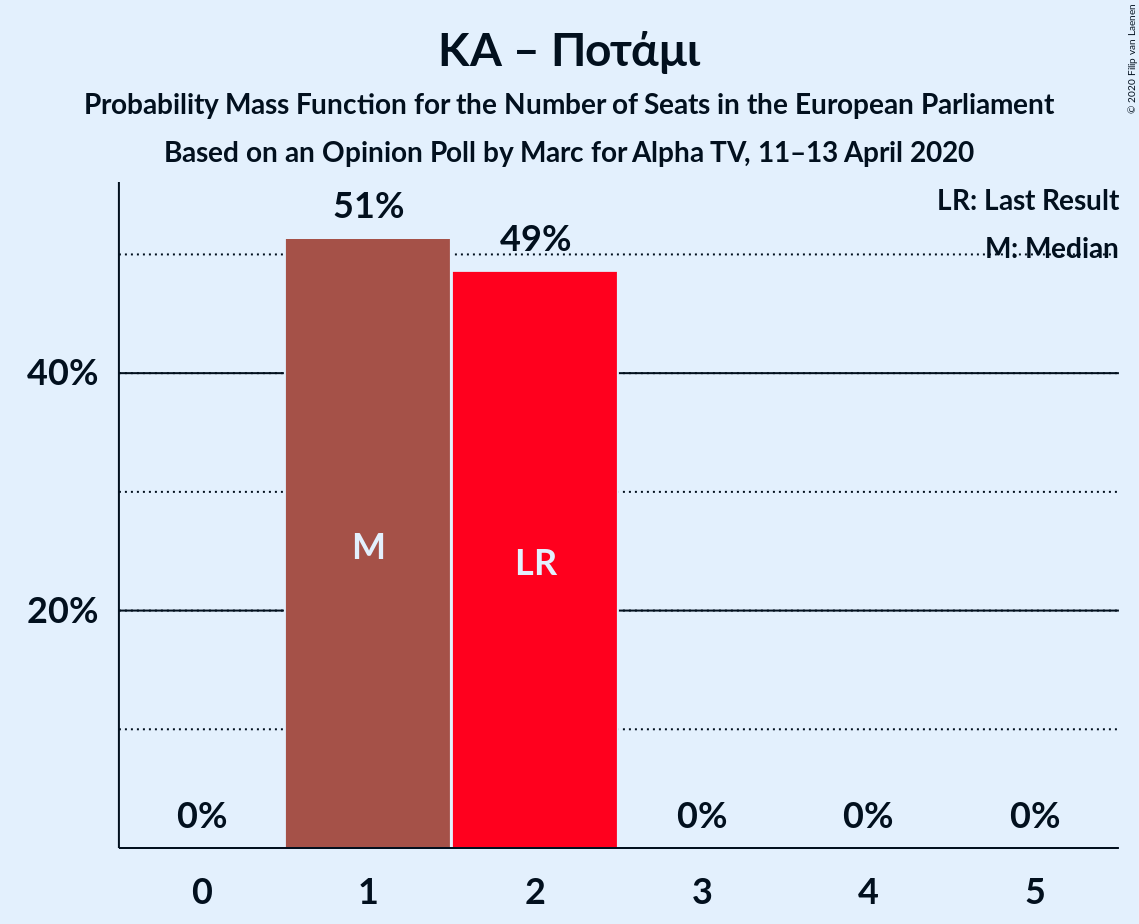 ΚΑ – Ποτάμι
Probability Mass Function for the Number of Seats in the European Parliament
Based on an Opinion Poll by Marc for Alpha TV, 11–13 April 2020
© 2020 Filip van Laenen
LR: Last Result
M: Median
51%
49%
40%
20%
M
LR
0%
0%
0%
0%
0
1
2
3
4
5